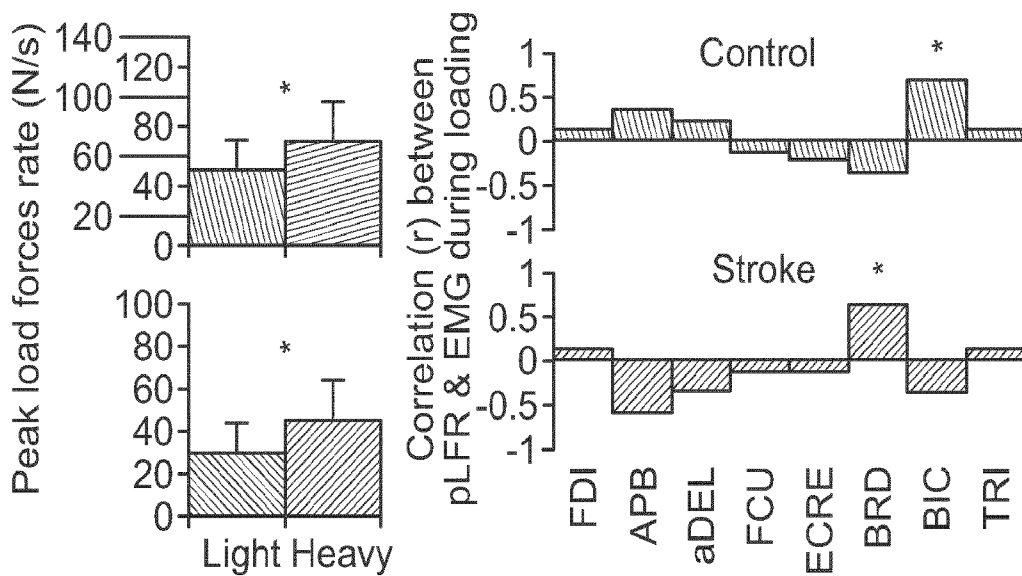 Peak load forces rate (N/s)
140
120
100
80
60
40
20
0
*
100
80
60
40
20
0
*
Light Heavy
Correlation (r) between
pLFR & EMG during loading
Control
*
1
0.5
0
-0.5
-1
Stroke
*
1
0.5
0
-0.5
-1
FDI
APB
aDEL
FCU
ECRE
BRD
BIC
TRI